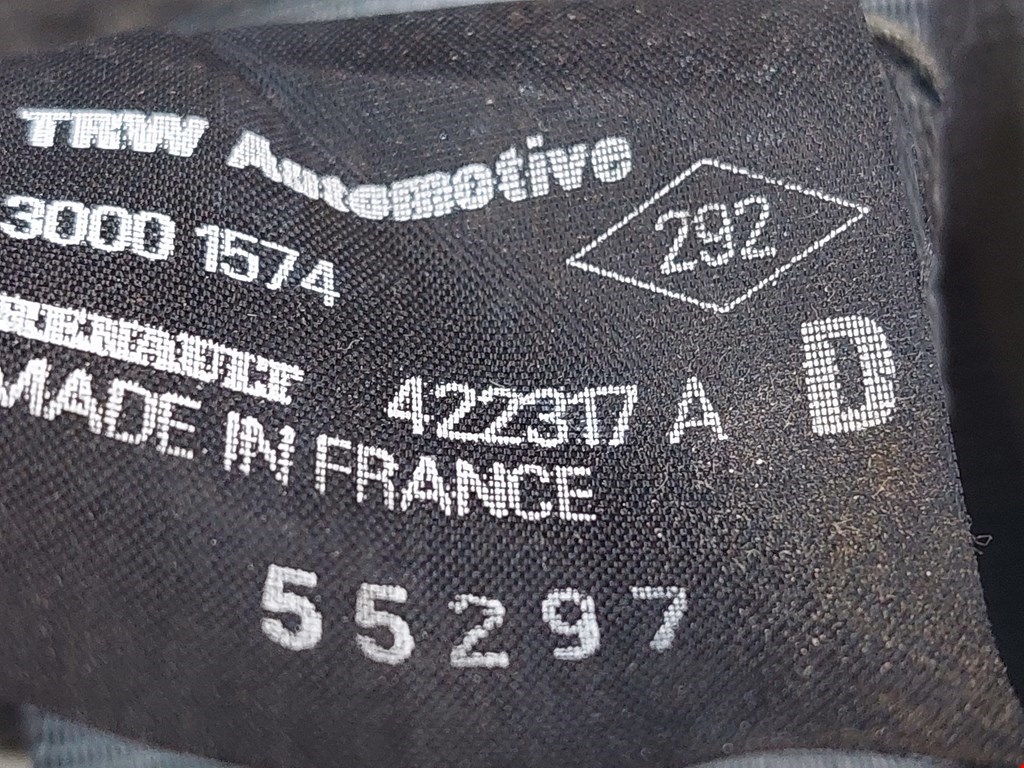 TRW Automotive
292
3000 1574
D
RENAULT
422317 A
MADE IN FRANCE
55297